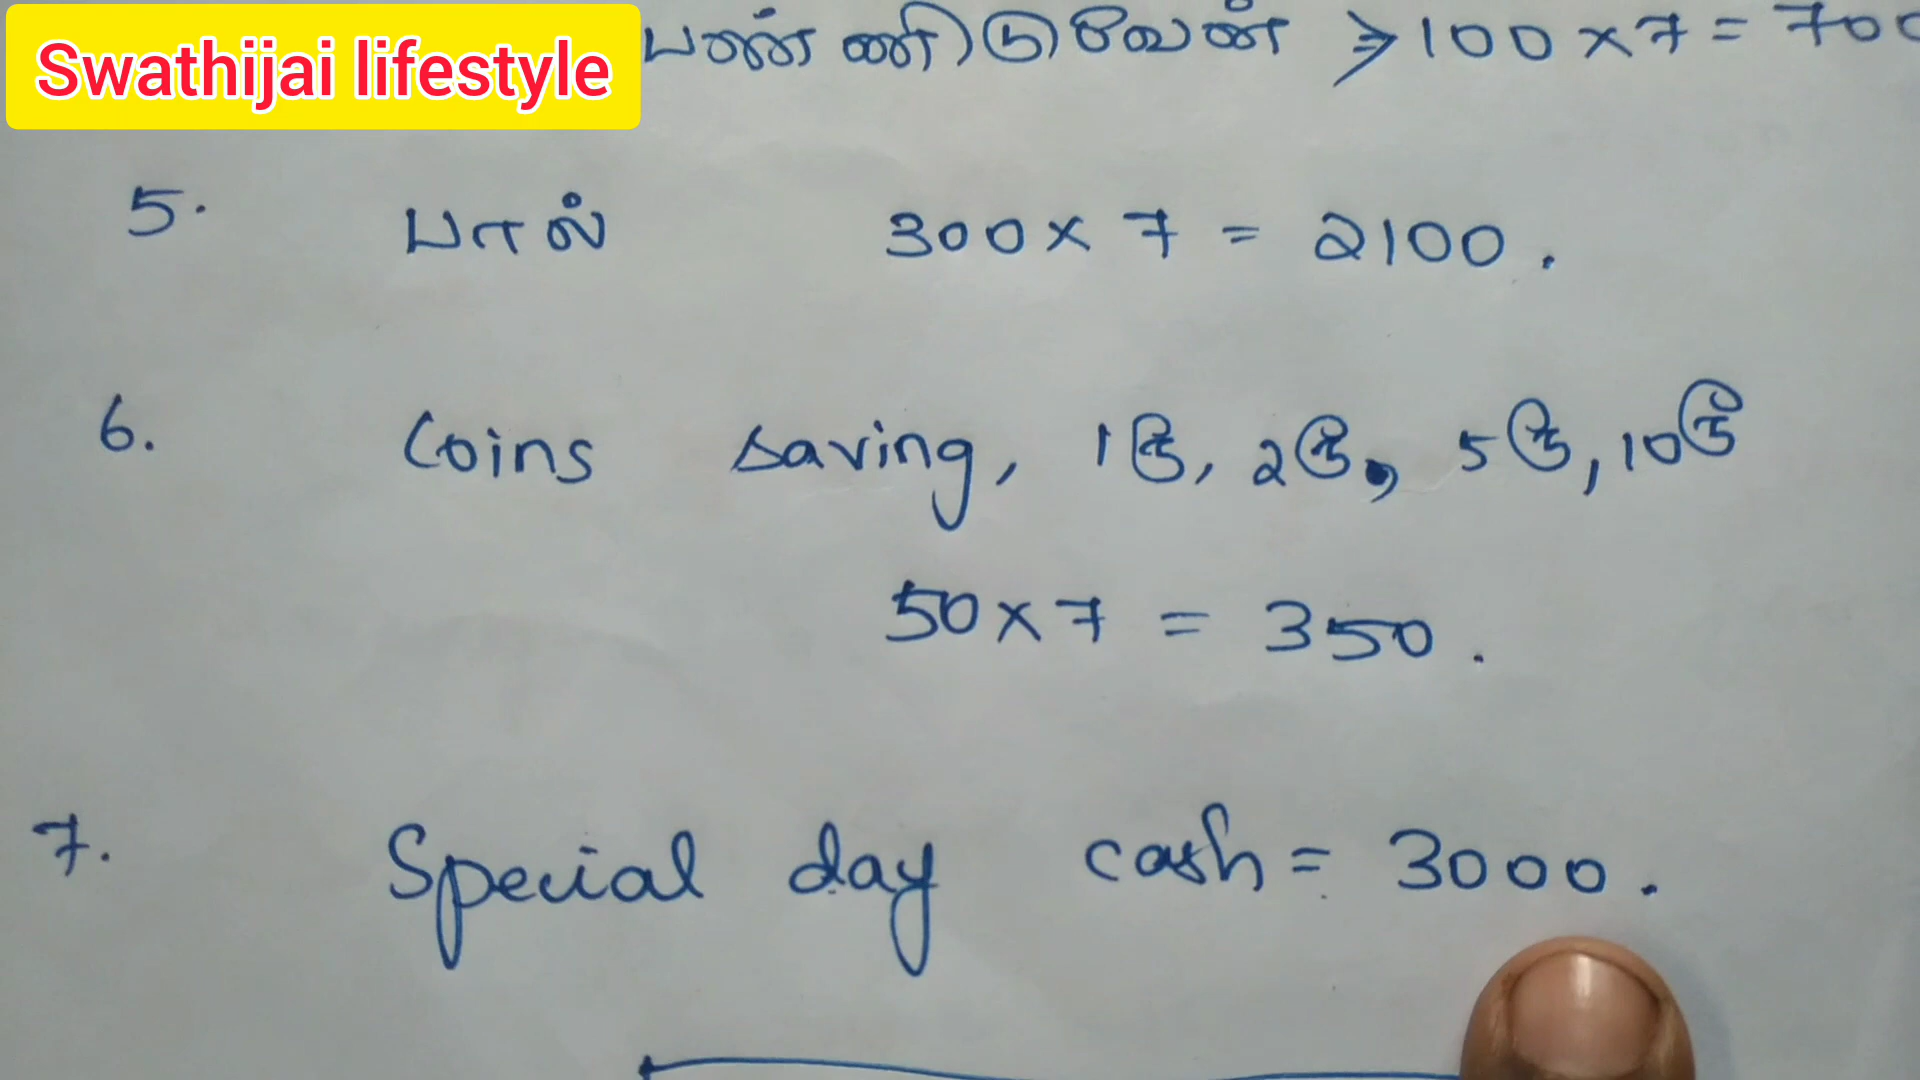 Swathijai lifestyle
பண்ணிடுவேன் => 100 x 7 = 700
5. பால் 300 x 7 = 2100.
6. Coins saving, 1ரூ, 2ரூ, 5ரூ, 10ரூ
50 x 7 = 350.
7. Special day cash = 3000.